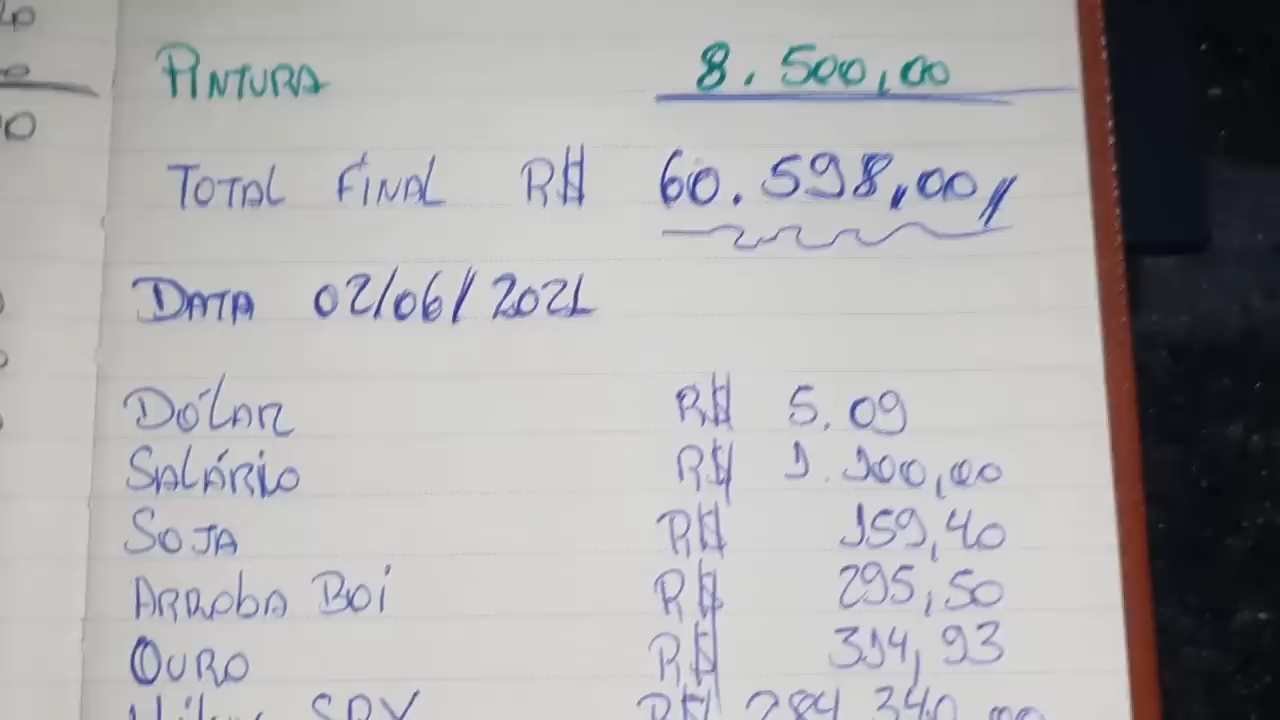 PINTURA 8.500,00
TOTAL FINAL R$ 60.598,00
DATA 02/06/2021
DÓLAR R$ 5.09
SALÁRIO R$ 1.100,00
SOJA R$ 159,40
ARROBA BOI R$ 295,50
OURO R$ 314,93